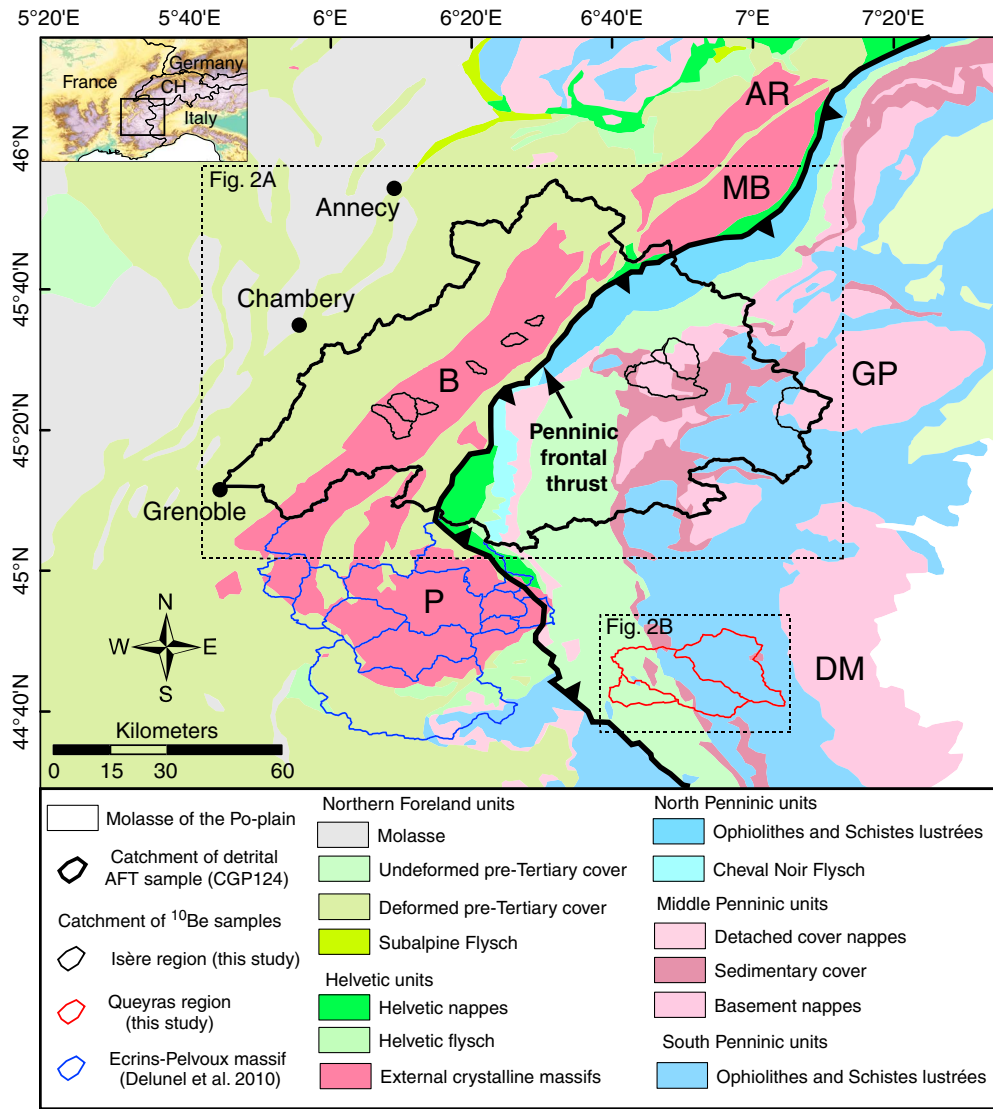 5°20'E 6° 6°20'E 6°40'E 7°E 7°20'E
Germany
France
CH
Italy
AR
46°N
Fig. 2A
MB
Annecy
45°40'N
Chambery
GP
B
45°20'N
Penninic
frontal
thrust
Grenoble
45°N
P
N
W E
S
Fig. 2B
DM
44°40'N
Kilometers
0 15 30 60
Molasse of the Po-plain
Catchment of detrital
AFT sample (CGP124)
Catchment of ¹⁰Be samples
Isère region (this study)
Queyras region
(this study)
Ecrins-Pelvoux massif
(Delunel et al. 2010)
Northern Foreland units
Molasse
Undeformed pre-Tertiary cover
Deformed pre-Tertiary cover
Subalpine Flysch
Helvetic units
Helvetic nappes
Helvetic flysch
External crystalline massifs
North Penninic units
Ophiolithes and Schistes lustrées
Cheval Noir Flysch
Middle Penninic units
Detached cover nappes
Sedimentary cover
Basement nappes
South Penninic units
Ophiolithes and Schistes lustrées